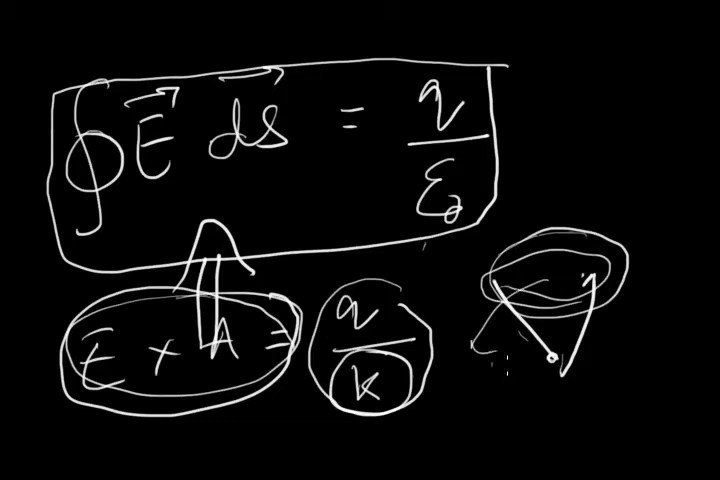 ∮ E⃗ ds⃗ = q/ε₀
E × A = q/k